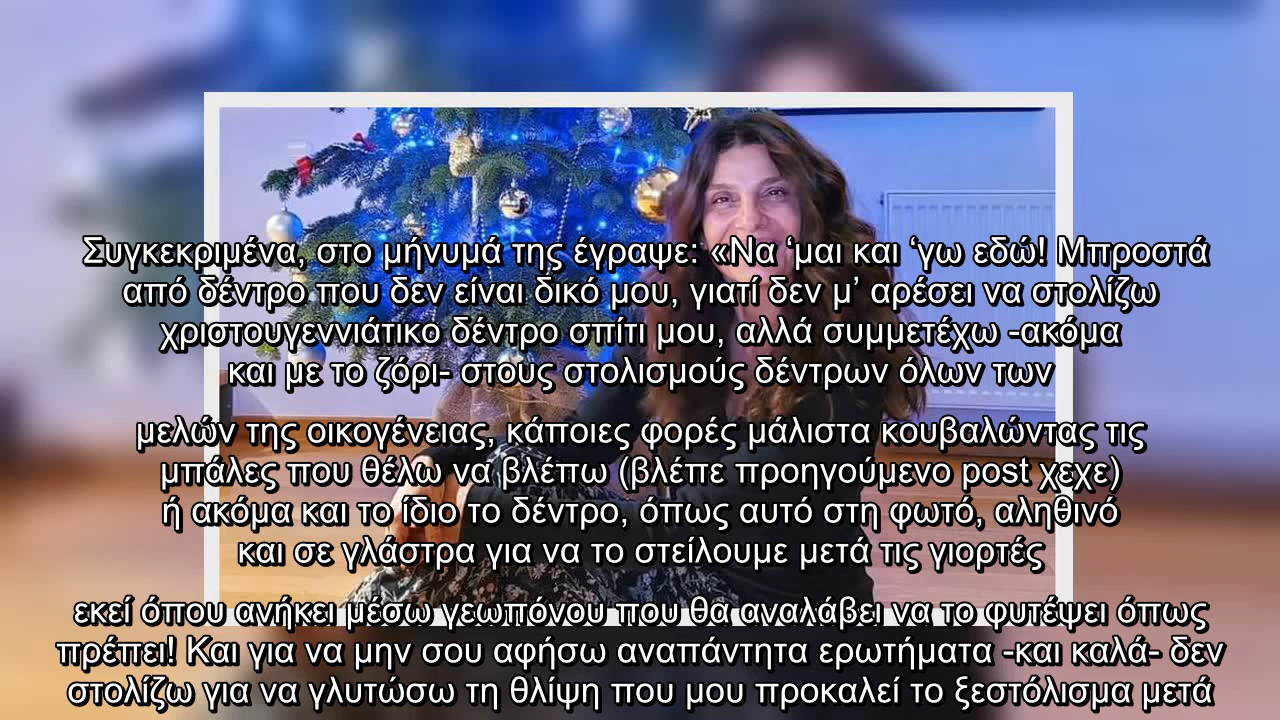 Συγκεκριμένα, στο μήνυμά της έγραψε: «Να ‘μαι και ‘γω εδώ! Μπροστά
από δέντρο που δεν είναι δικό μου, γιατί δεν μ’ αρέσει να στολίζω
χριστουγεννιάτικο δέντρο σπίτι μου, αλλά συμμετέχω -ακόμα
και με το ζόρι- στους στολισμούς δέντρων όλων των
μελών της οικογένειας, κάποιες φορές μάλιστα κουβαλώντας τις
μπάλες που θέλω να βλέπω (βλέπε προηγούμενο post χεχε)
ή ακόμα και το ίδιο το δέντρο, όπως αυτό στη φωτό, αληθινό
και σε γλάστρα για να το στείλουμε μετά τις γιορτές
εκεί όπου ανήκει μέσω γεωπόνου που θα αναλάβει να το φυτέψει όπως
πρέπει! Και για να μην σου αφήσω αναπάντητα ερωτήματα -και καλά- δεν
στολίζω για να γλυτώσω τη θλίψη που μου προκαλεί το ξεστόλισμα μετά